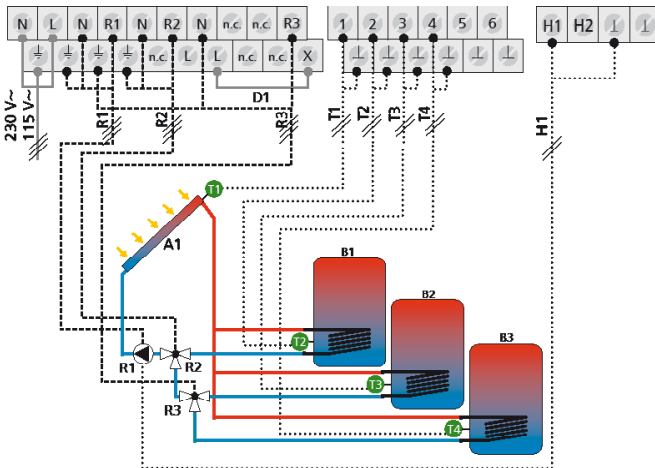 N L R1 N R2 N n.c. n.c. R3
n.c. L L n.c. n.c. X
1 2 3 4 5 6
H1 H2
D1
230 V~
115 V~
R1
R2
R3
T1
T2
T3
T4
H1
T1
A1
B1
B2
B3
T2
T3
T4
R1
R2
R3